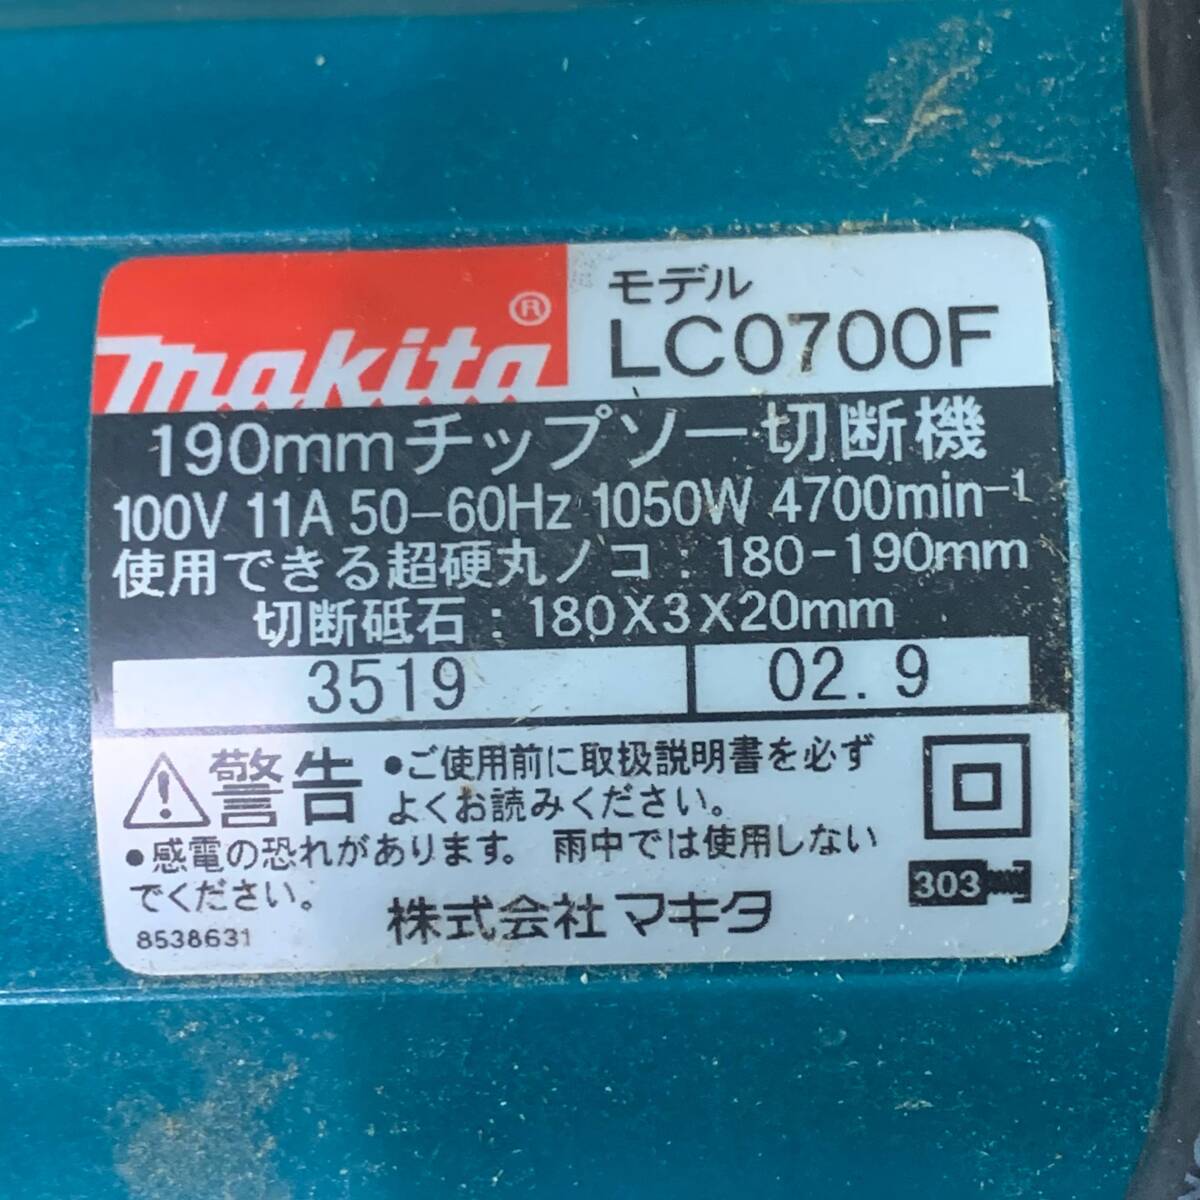 makita®
モデル
LC0700F
190mmチップソー切断機
100V 11A 50-60Hz 1050W 4700min-1
使用できる超硬丸ノコ:180-190mm
切断砥石:180X3X20mm
3519
02.9
警告
•ご使用前に取扱説明書を必ず
よくお読みください。
•感電の恐れがあります。雨中では使用しない
でください。
303
株式会社マキタ
8538631